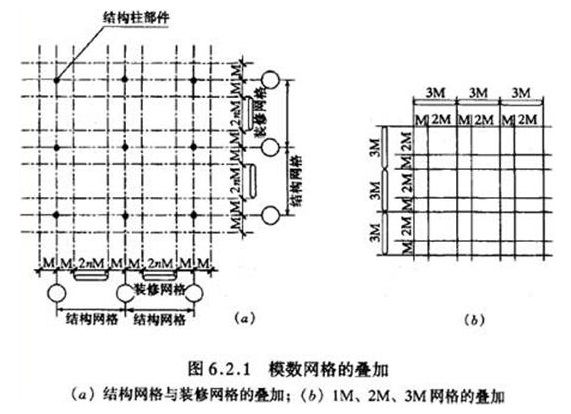 结构柱部件
M
M
2nM
M
M
2nM
M
M
装修网格
结构网格
M M 2nM M M 2nM M M
装修网格
结构网格 结构网格
(a)
3M 3M 3M
M 2M M 2M M 2M
3M
3M
3M
2M
M
2M
M
2M
M
(b)
图 6.2.1 模数网格的叠加
(a) 结构网格与装修网格的叠加; (b) 1M、2M、3M 网格的叠加